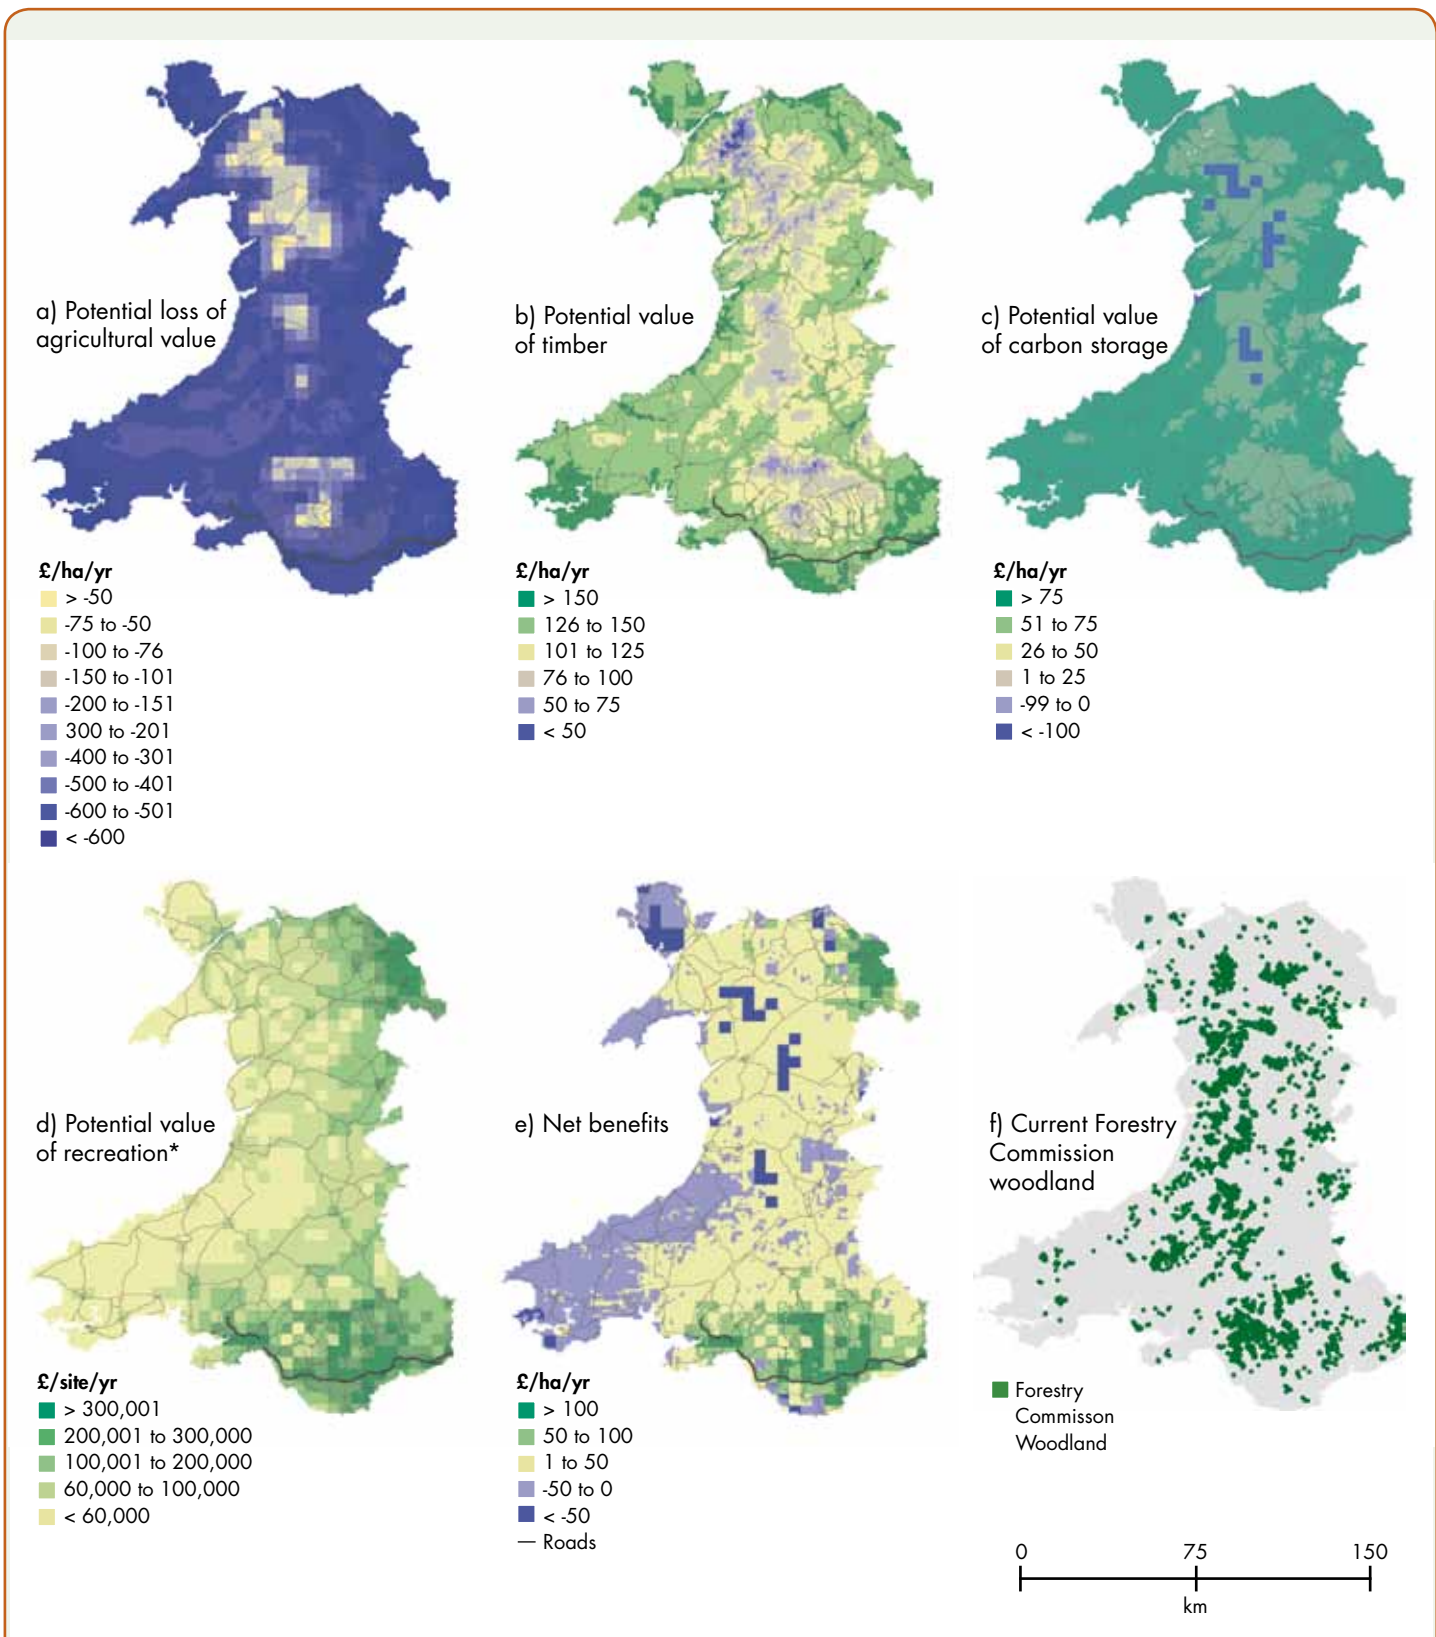 a) Potential loss of
agricultural value
£/ha/yr
> -50
-75 to -50
-100 to -76
-150 to -101
-200 to -151
300 to -201
-400 to -301
-500 to -401
-600 to -501
< -600
b) Potential value
of timber
£/ha/yr
> 150
126 to 150
101 to 125
76 to 100
50 to 75
< 50
c) Potential value
of carbon storage
£/ha/yr
> 75
51 to 75
26 to 50
1 to 25
-99 to 0
< -100
d) Potential value
of recreation*
£/site/yr
> 300,001
200,001 to 300,000
100,001 to 200,000
60,000 to 100,000
< 60,000
e) Net benefits
£/ha/yr
> 100
50 to 100
1 to 50
-50 to 0
< -50
Roads
f) Current Forestry
Commission
woodland
Forestry
Commisson
Woodland
0 75 150
km